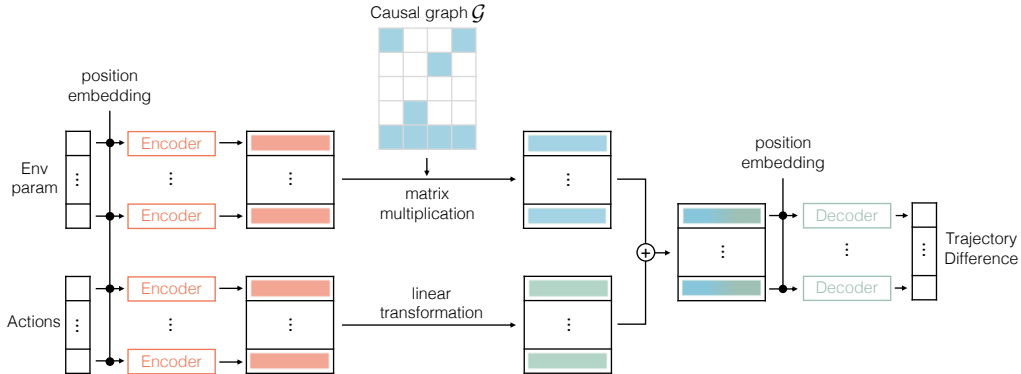 Causal graph 𝒢
position
embedding
Env
param
Encoder
⋮
Encoder
matrix
multiplication
position
embedding
Actions
Encoder
⋮
Encoder
linear
transformation
+
Decoder
⋮
Decoder
Trajectory
Difference